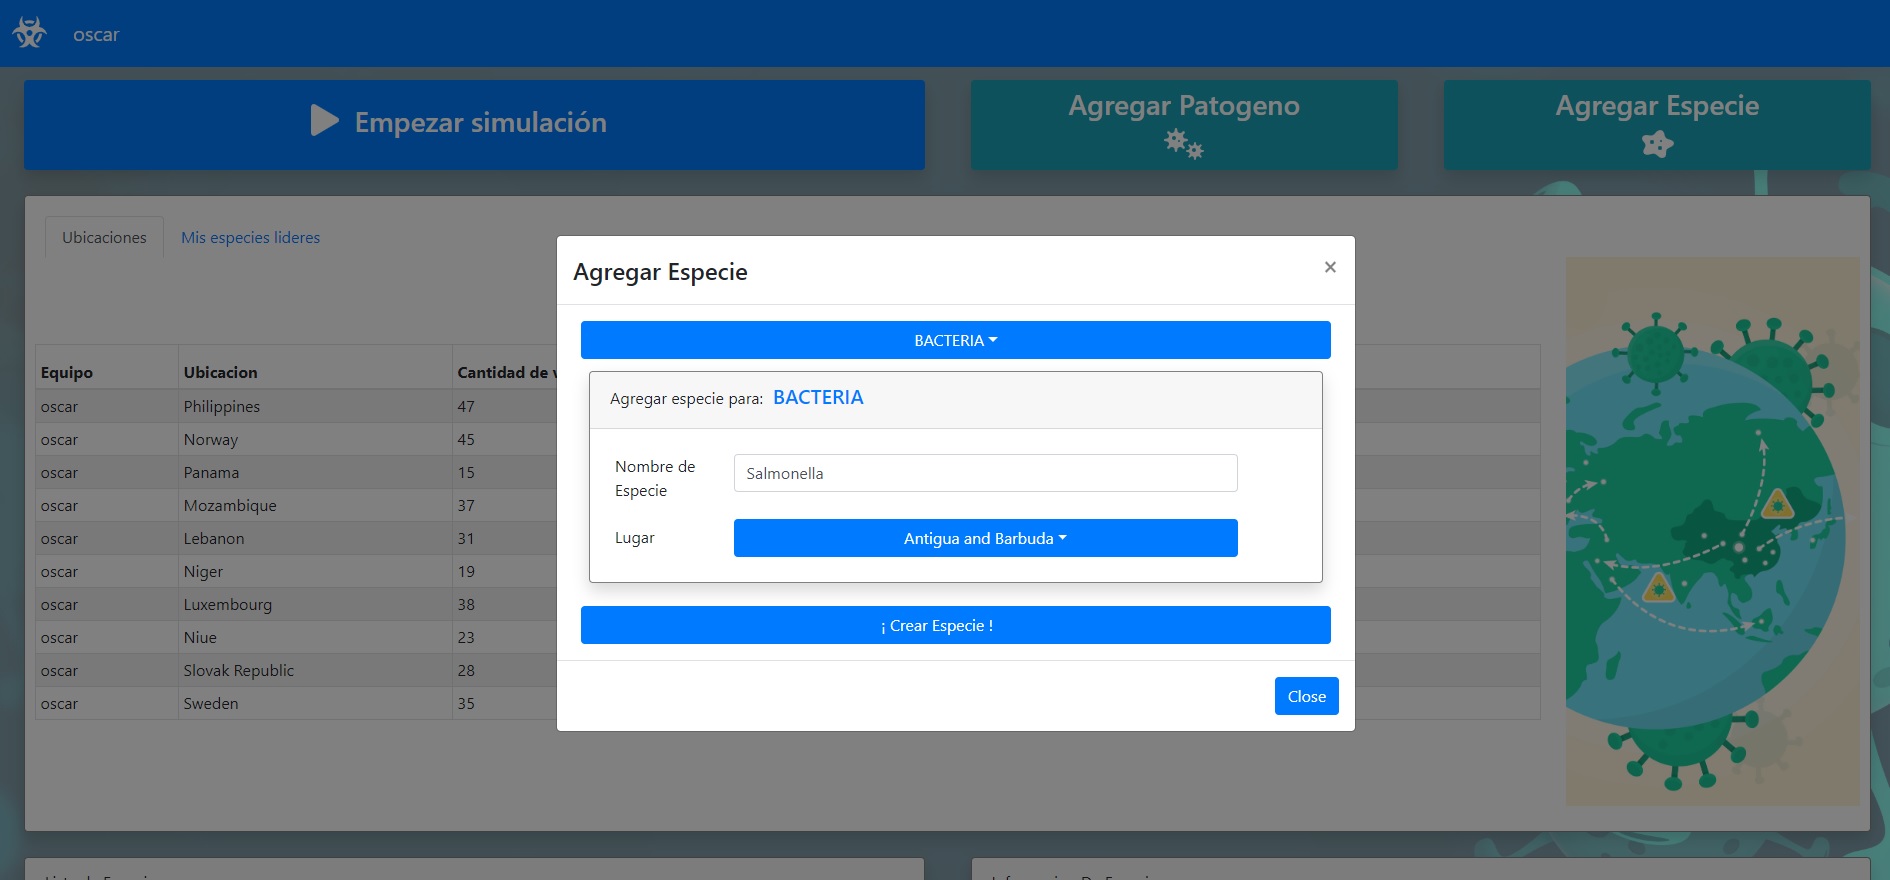 oscar
Empezar simulación
Agregar Patogeno
Agregar Especie
Ubicaciones
Mis especies lideres
Agregar Especie
×
BACTERIA
Equipo
Ubicacion
Cantidad de
Agregar especie para: BACTERIA
oscar Philippines 47
oscar Norway 45
oscar Panama 15
oscar Mozambique 37
oscar Lebanon 31
oscar Niger 19
oscar Luxembourg 38
oscar Niue 23
oscar Slovak Republic 28
oscar Sweden 35
Nombre de
Especie
Salmonella
Lugar
Antigua and Barbuda
¡ Crear Especie !
Close